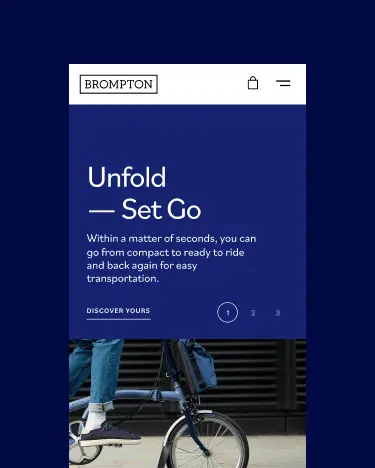 BROMPTON
Unfold
— Set Go
Within a matter of seconds, you can
go from compact to ready to ride
and back again for easy
transportation.
DISCOVER YOURS 1 2 3